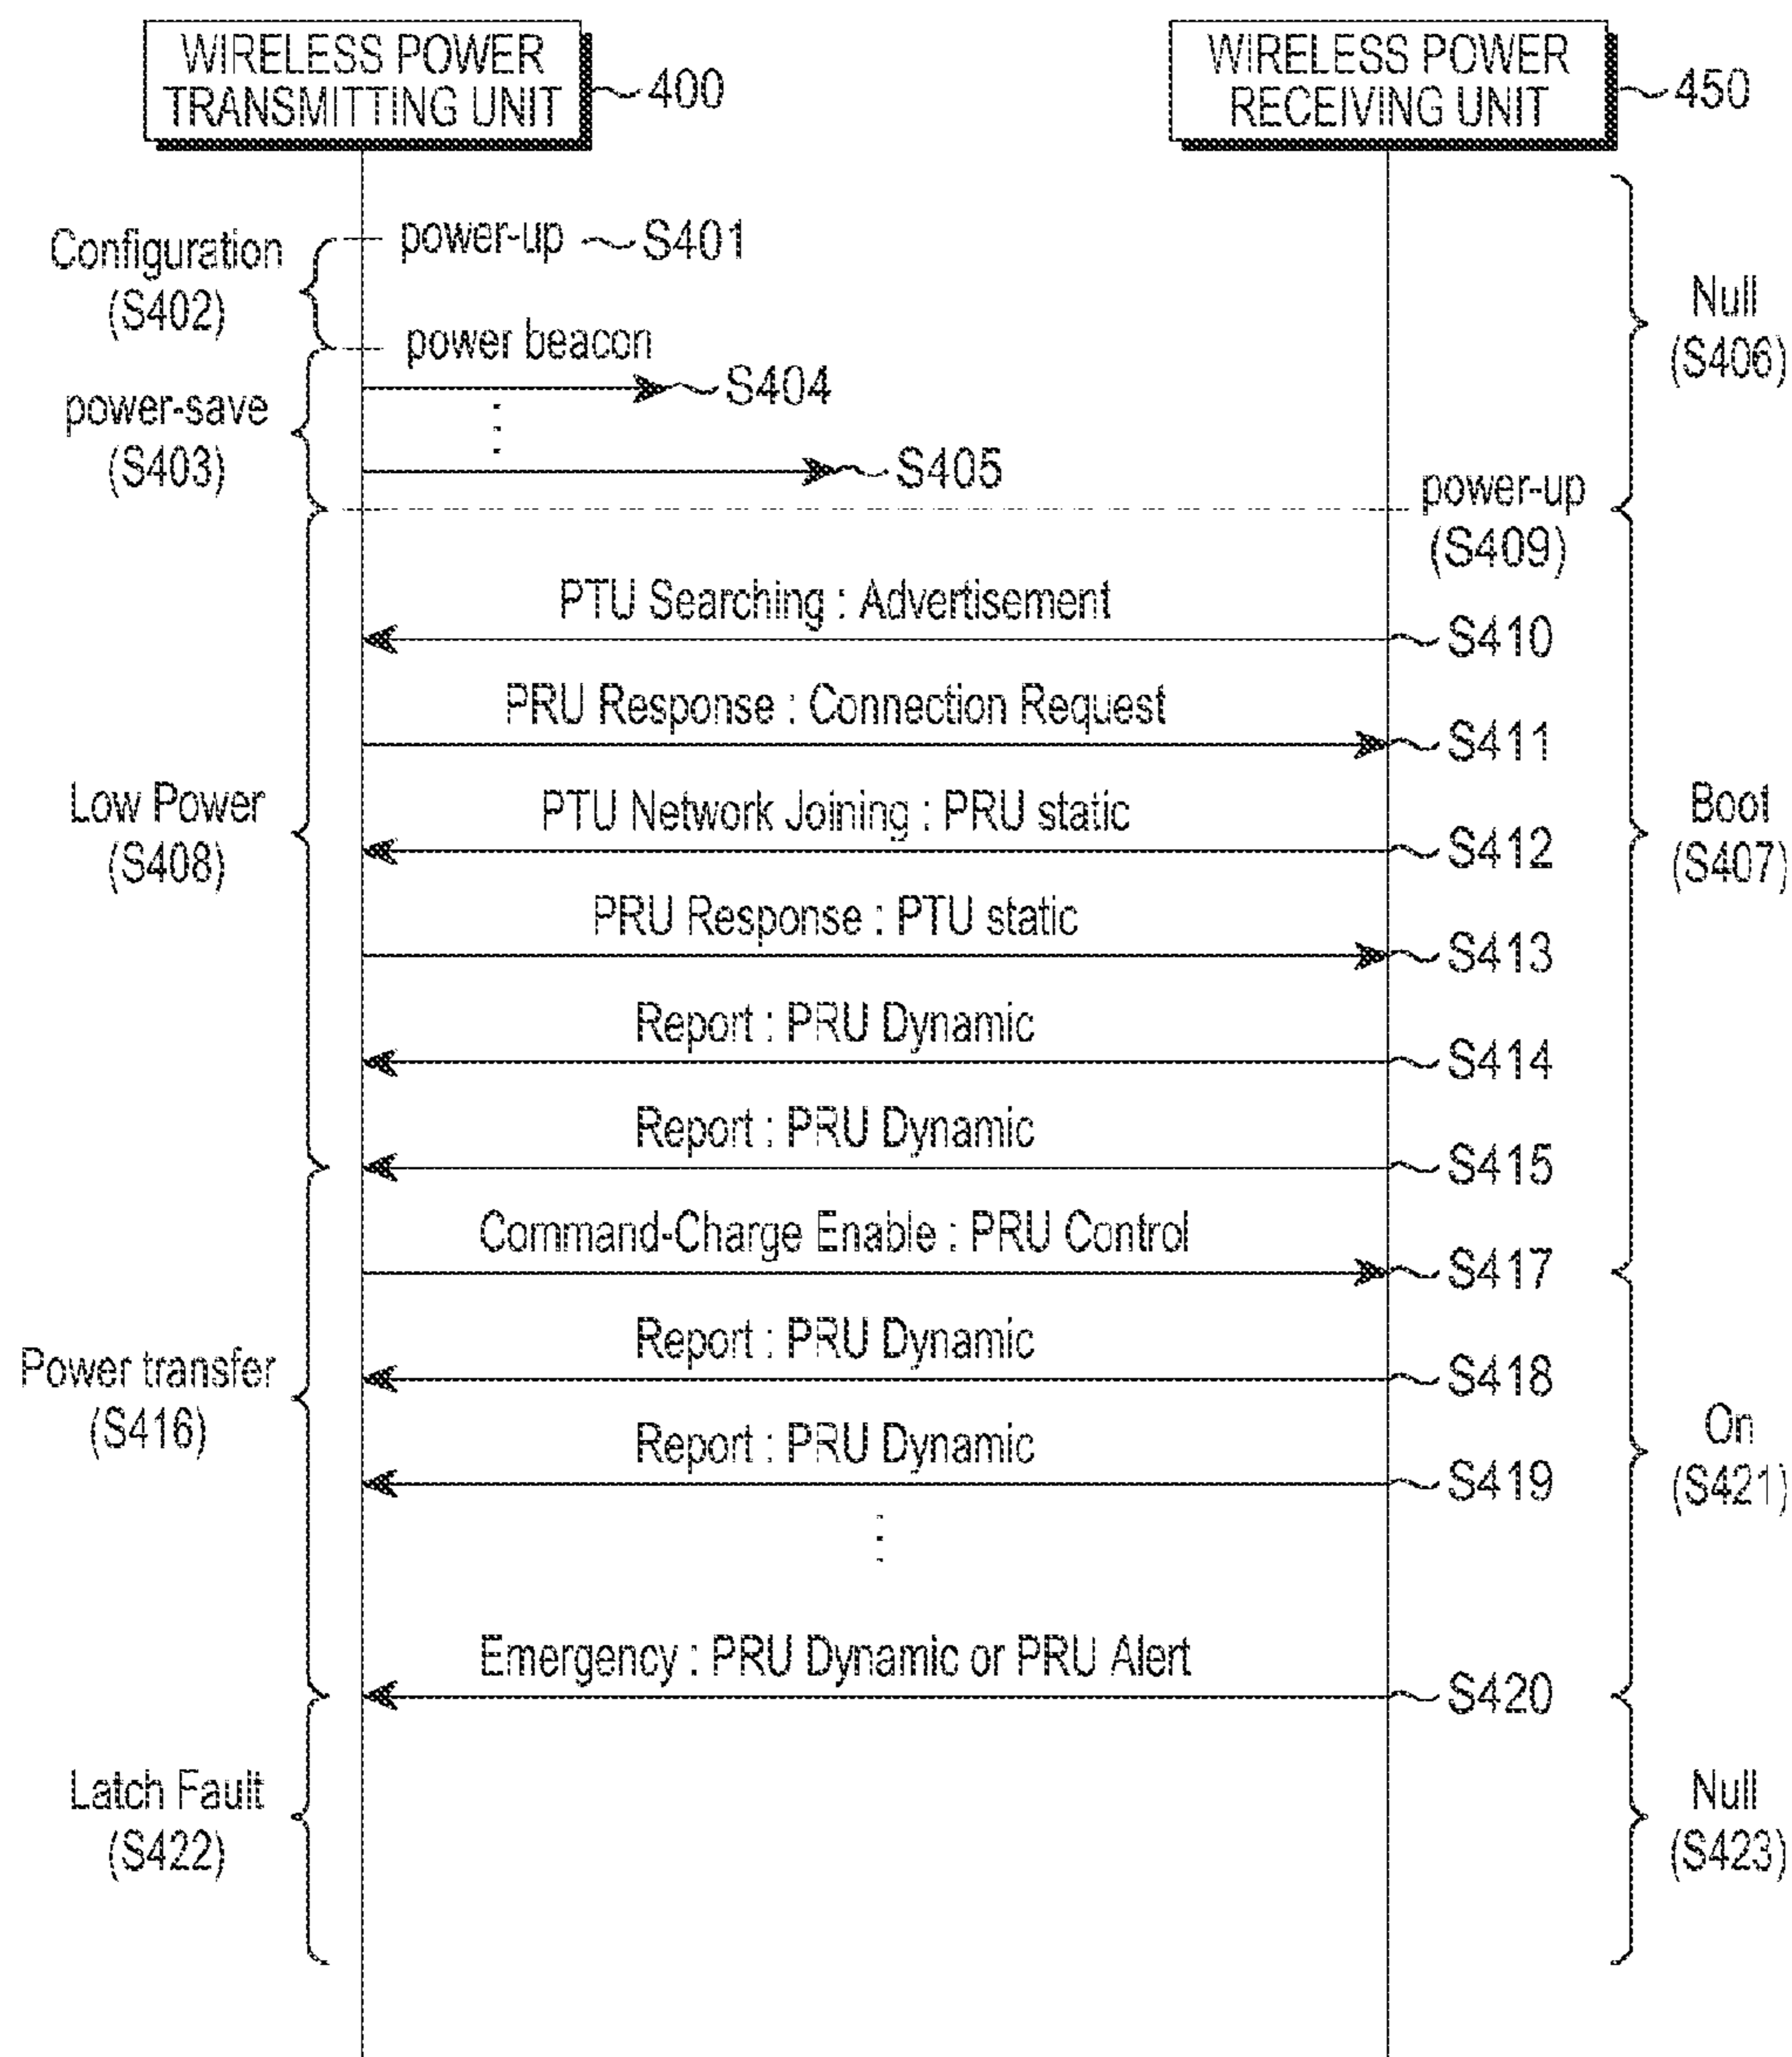 WIRELESS POWER
TRANSMITTING UNIT
400
WIRELESS POWER
RECEIVING UNIT
450
Configuration
(S402)
power-up
S401
Null
(S406)
power beacon
S404
power-save
(S403)
S405
power-up
(S409)
PTU Searching : Advertisement
S410
PRU Response : Connection Request
S411
Low Power
(S408)
PTU Network Joining : PRU static
S412
Boot
(S407)
PRU Response : PTU static
S413
Report : PRU Dynamic
S414
Report : PRU Dynamic
S415
Command-Charge Enable : PRU Control
S417
Report : PRU Dynamic
S418
Power transfer
(S416)
Report : PRU Dynamic
S419
On
(S421)
Emergency : PRU Dynamic or PRU Alert
S420
Latch Fault
(S422)
Null
(S423)